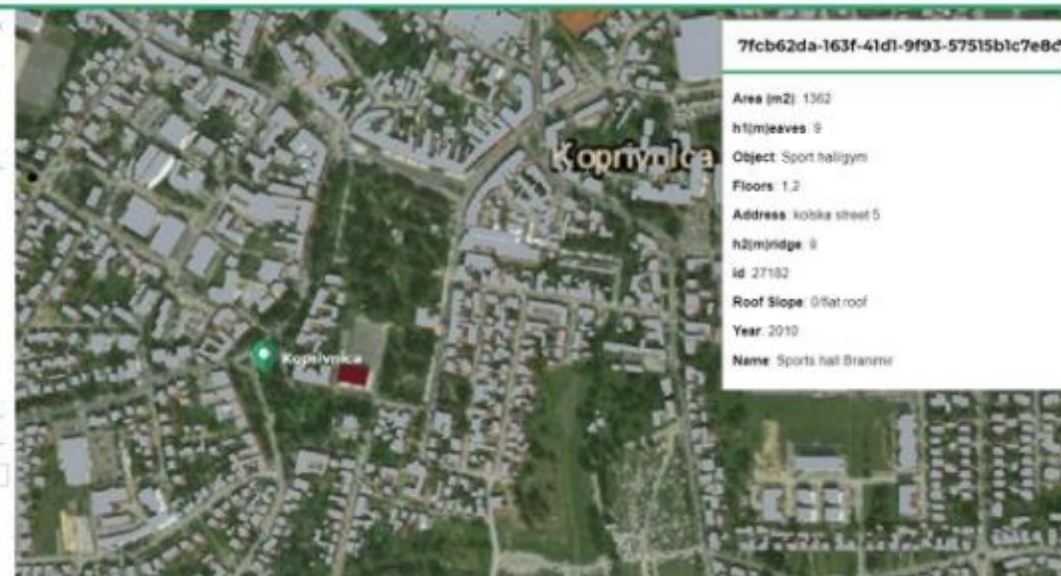 Koprivnica
Koprivnica
7fcb62da-163f-41d1-9f93-57515b1c7e8
Area (m2): 1362
h1(m)eaves: 9
Object: Sport hall/gym
Floors: 1,2
Address: kolska street 5
h2(m)ridge: 9
id: 27182
Roof Slope: 0/flat roof
Year: 2010
Name: Sports hall Branimir